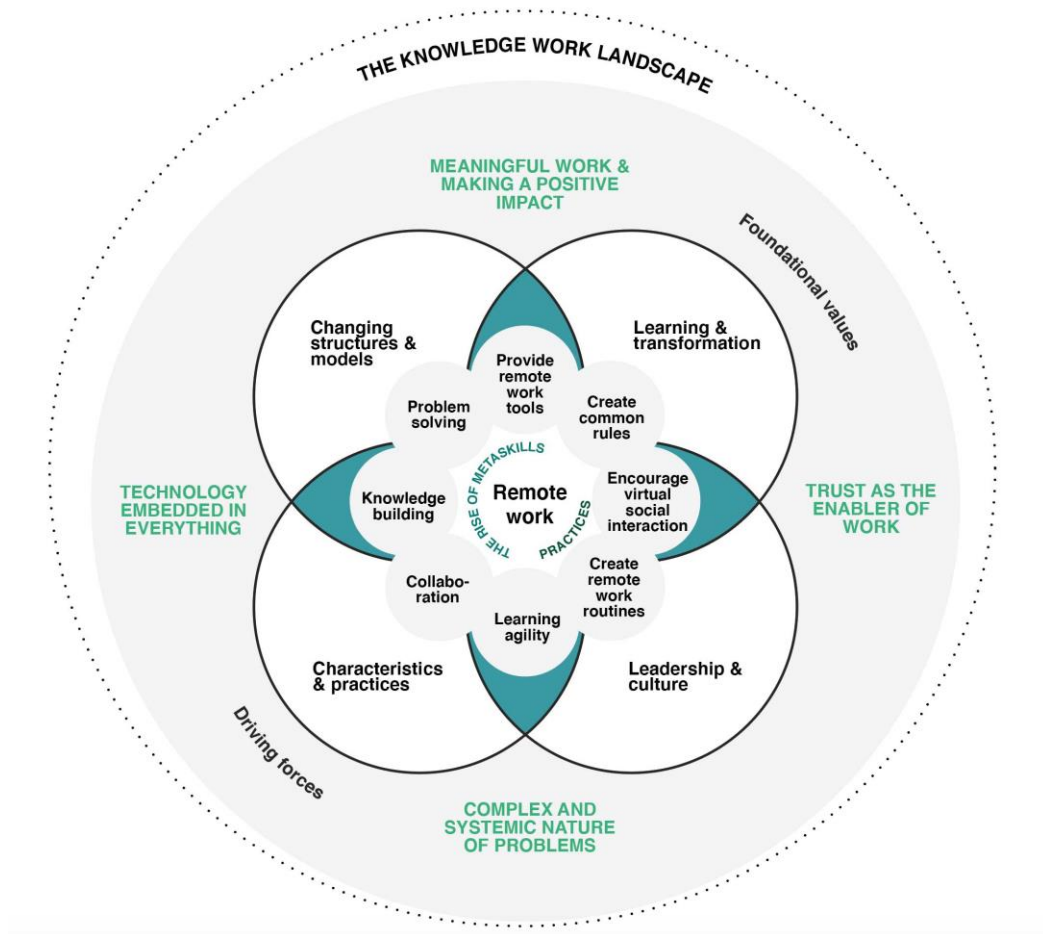 THE KNOWLEDGE WORK LANDSCAPE
MEANINGFUL WORK &
MAKING A POSITIVE
IMPACT
Foundational values
Changing
structures &
models
Learning &
transformation
Provide
remote
work
tools
Problem
solving
Create
common
rules
THE RISE OF METASKILLS
TECHNOLOGY
EMBEDDED IN
EVERYTHING
Knowledge
building
Remote
work
PRACTICES
Encourage
virtual
social
interaction
TRUST AS THE
ENABLER OF
WORK
Collabo-
ration
Learning
agility
Create
remote
work
routines
Characteristics
& practices
Leadership &
culture
Driving forces
COMPLEX AND
SYSTEMIC NATURE
OF PROBLEMS